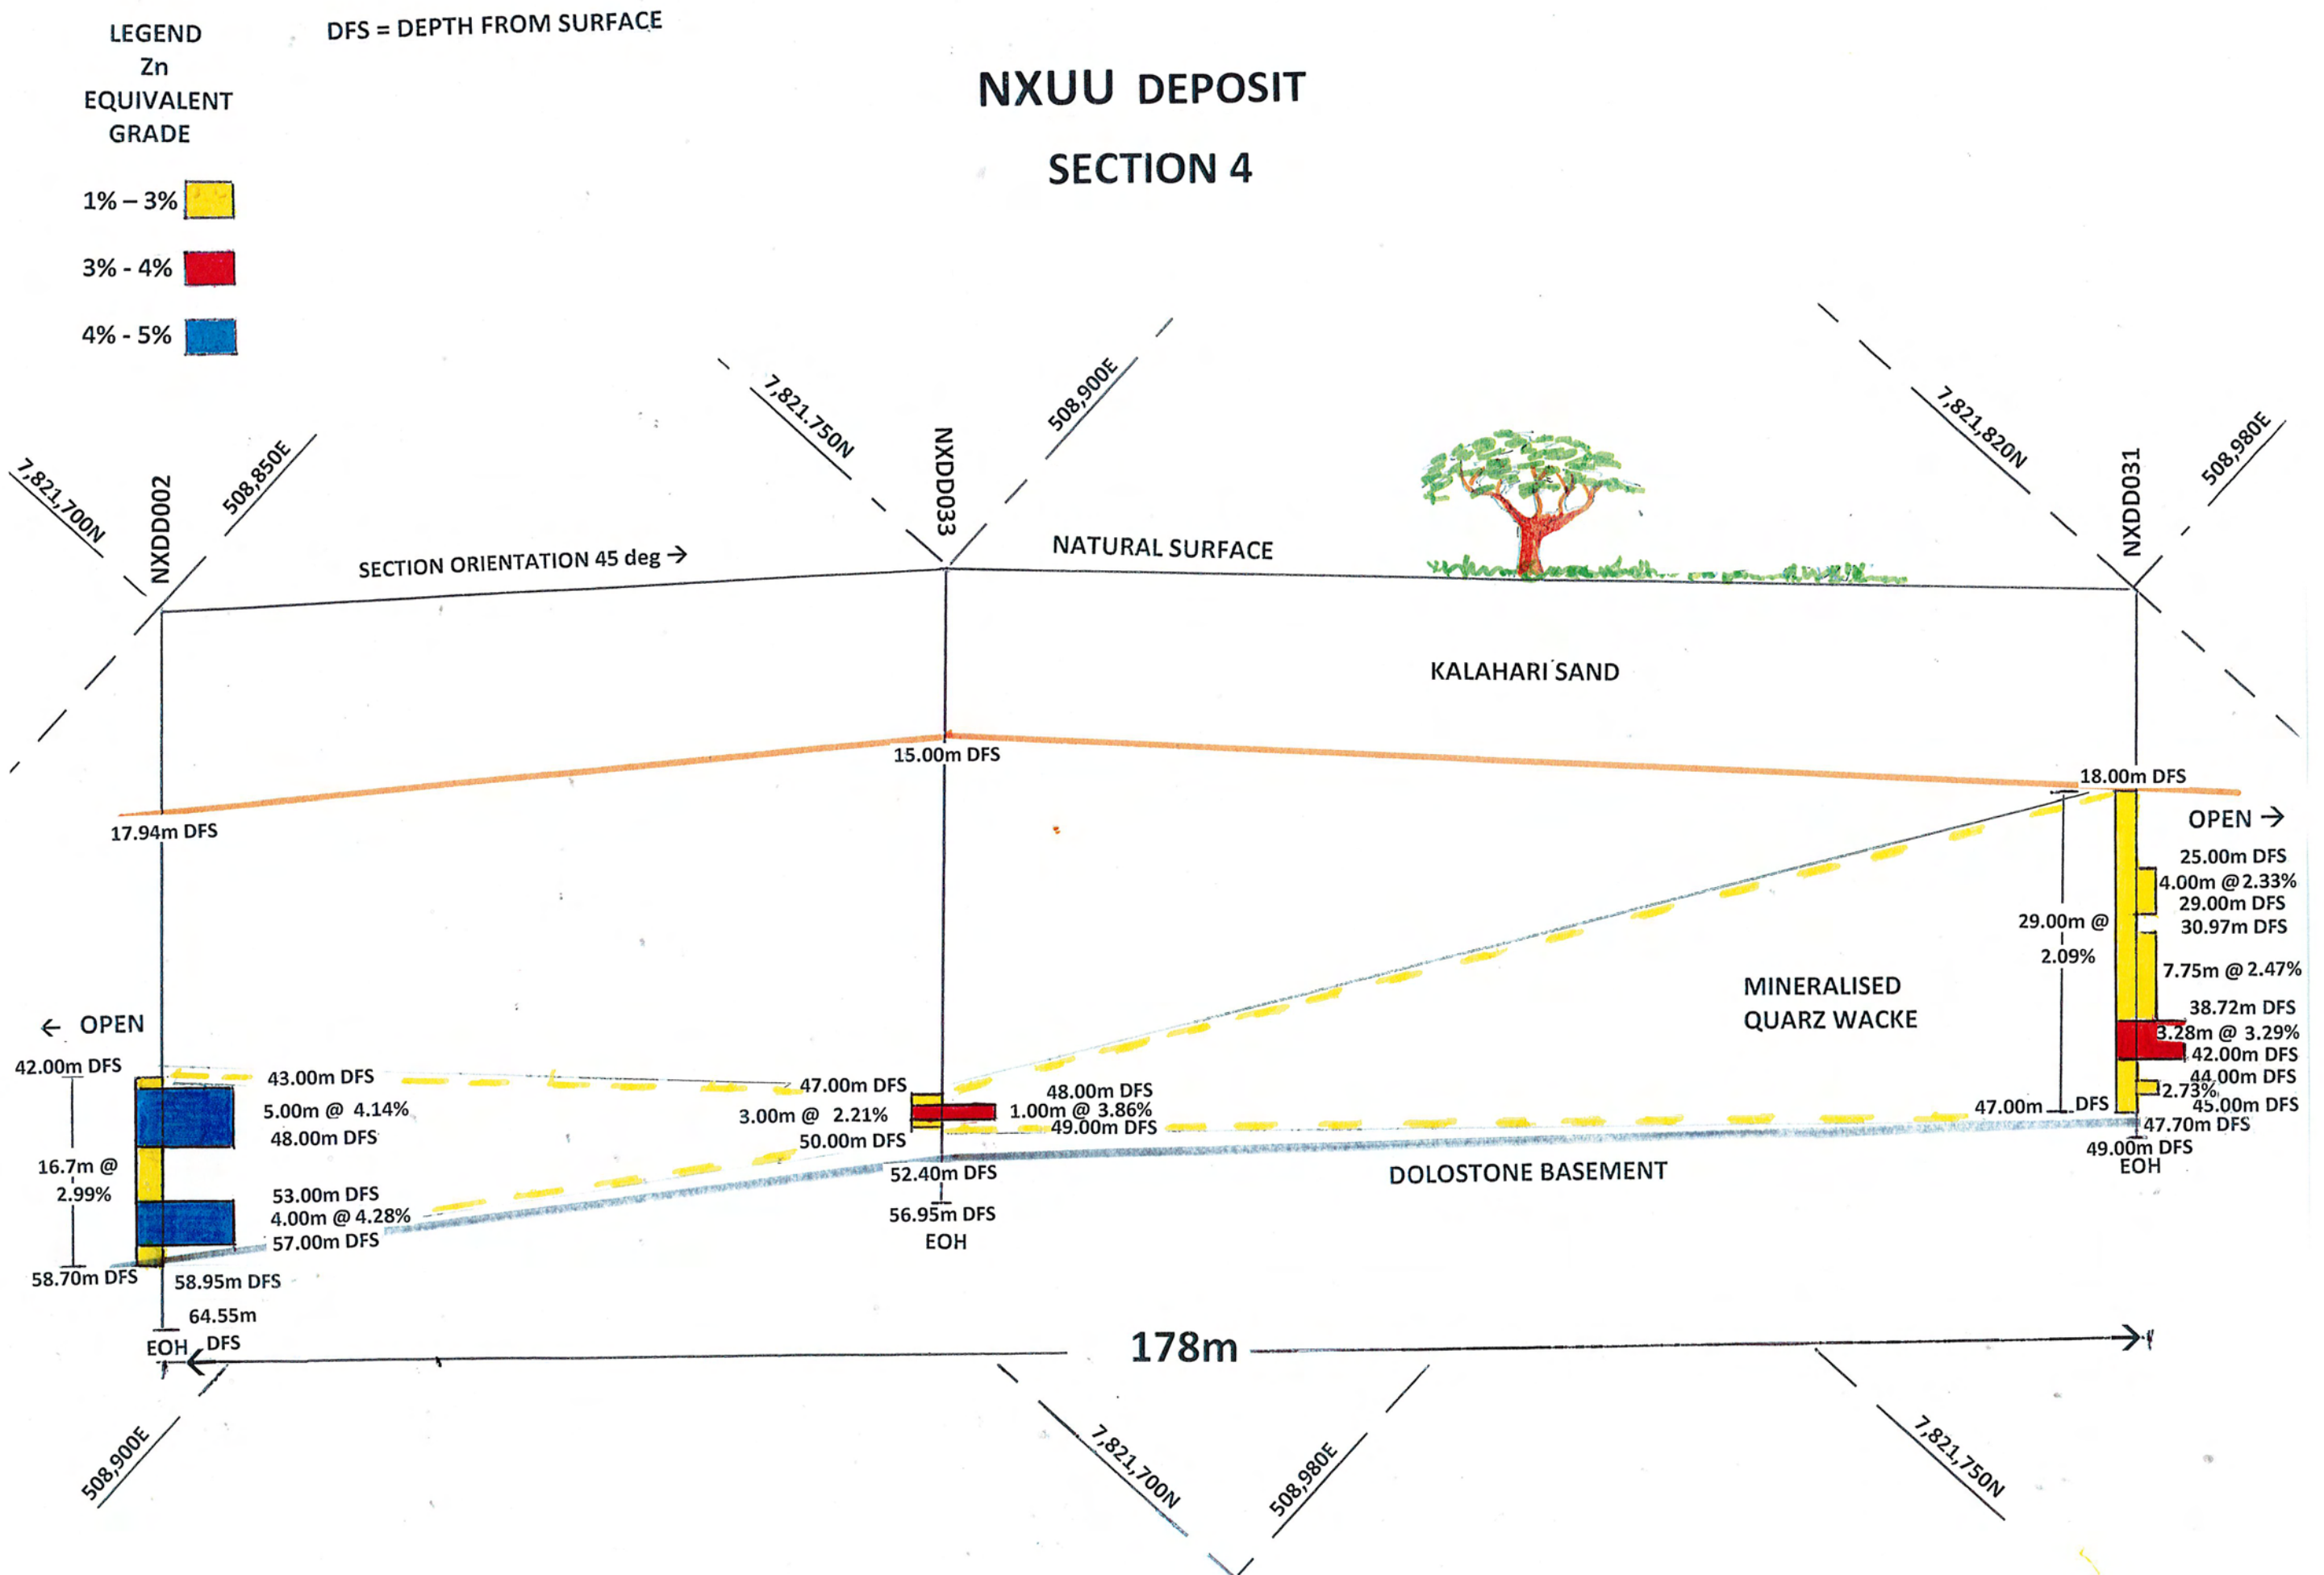 LEGEND
Zn
EQUIVALENT
GRADE
DFS = DEPTH FROM SURFACE
NXUU DEPOSIT
SECTION 4
1% – 3%
3% - 4%
4% - 5%
7,821,700N
NXDD002
508,850E
7,821.750N
NXDD033
508,900E
7,821,820N
NXDD031
508,980E
SECTION ORIENTATION 45 deg →
NATURAL SURFACE
KALAHARI SAND
17.94m DFS
15.00m DFS
18.00m DFS
OPEN →
25.00m DFS
4.00m @ 2.33%
29.00m DFS
30.97m DFS
29.00m @
2.09%
7.75m @ 2.47%
MINERALISED
QUARZ WACKE
38.72m DFS
3.28m @ 3.29%
42.00m DFS
44.00m DFS
2.73%
45.00m DFS
47.00m DFS
47.70m DFS
49.00m DFS
EOH
← OPEN
42.00m DFS
43.00m DFS
5.00m @ 4.14%
48.00m DFS
16.7m @
2.99%
53.00m DFS
4.00m @ 4.28%
57.00m DFS
58.70m DFS
58.95m DFS
64.55m
EOH DFS
47.00m DFS
3.00m @ 2.21%
50.00m DFS
48.00m DFS
1.00m @ 3.86%
49.00m DFS
52.40m DFS
56.95m DFS
EOH
DOLOSTONE BASEMENT
178m
508,900E
7,821,700N
508,980E
7,821,750N